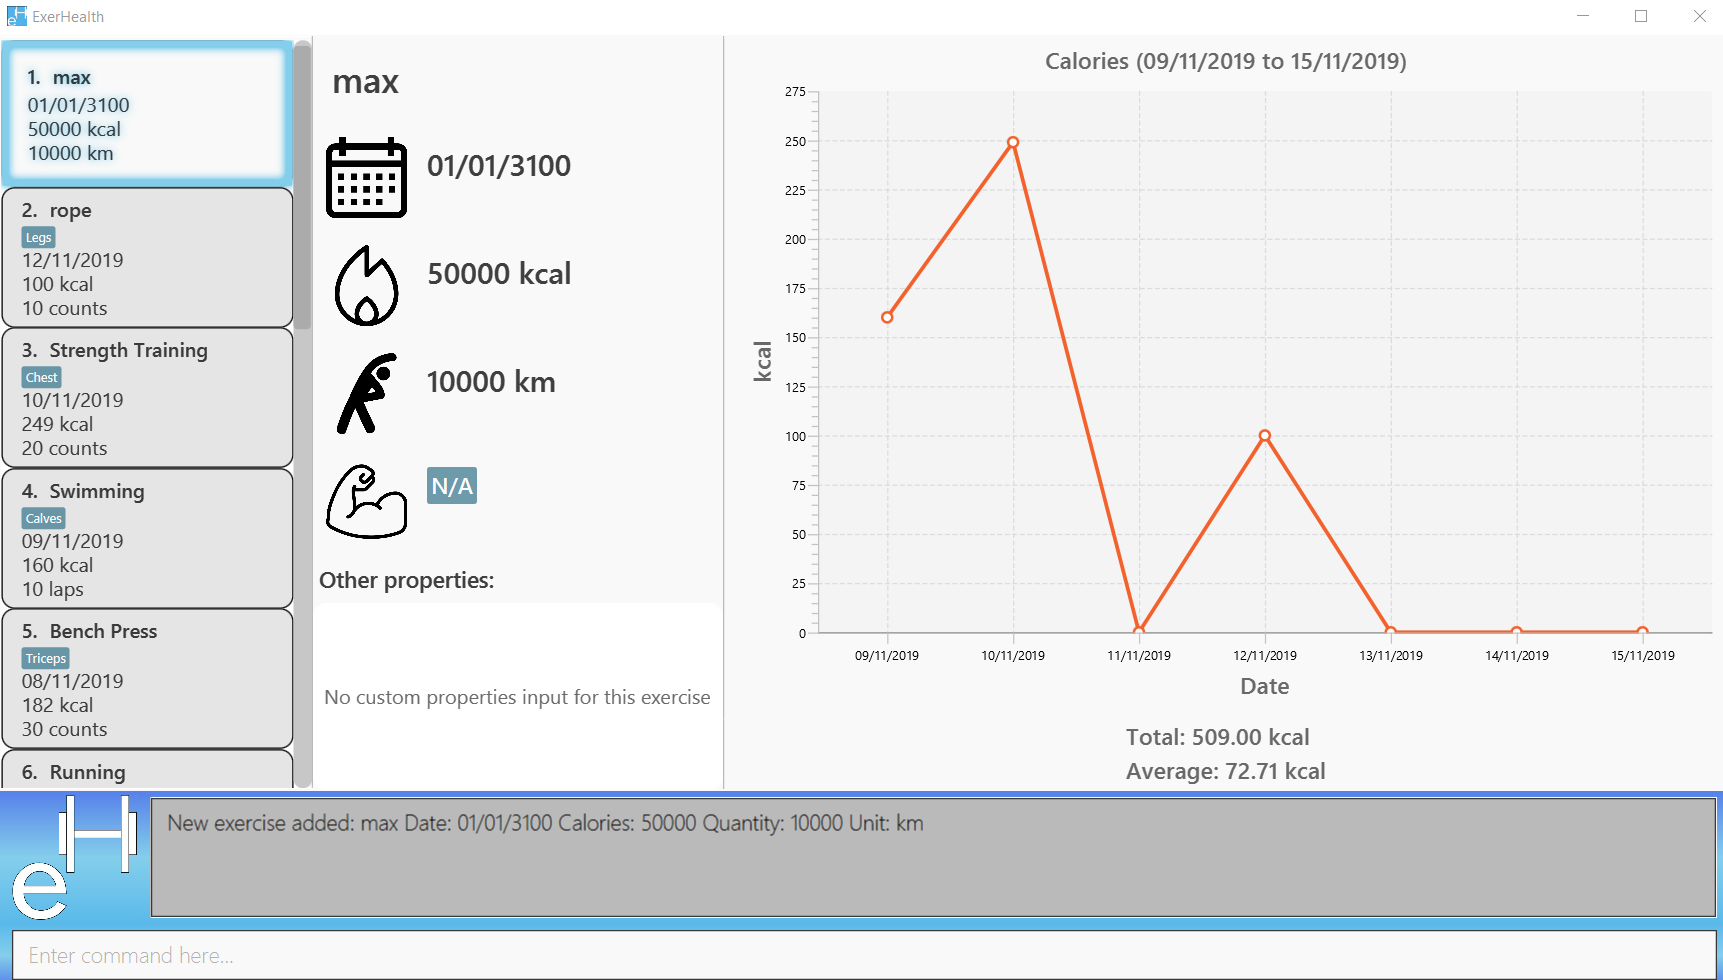 ExerHealth
1. max
01/01/3100
50000 kcal
10000 km
2. rope
Legs
12/11/2019
100 kcal
10 counts
3. Strength Training
Chest
10/11/2019
249 kcal
20 counts
4. Swimming
Calves
09/11/2019
160 kcal
10 laps
5. Bench Press
Triceps
08/11/2019
182 kcal
30 counts
6. Running
max
01/01/3100
50000 kcal
10000 km
N/A
Other properties:
No custom properties input for this exercise
Calories (09/11/2019 to 15/11/2019)
275
250
225
200
175
150
125
100
75
50
25
0
kcal
09/11/2019 10/11/2019 11/11/2019 12/11/2019 13/11/2019 14/11/2019 15/11/2019
Date
Total: 509.00 kcal
Average: 72.71 kcal
eH
New exercise added: max Date: 01/01/3100 Calories: 50000 Quantity: 10000 Unit: km
Enter command here...